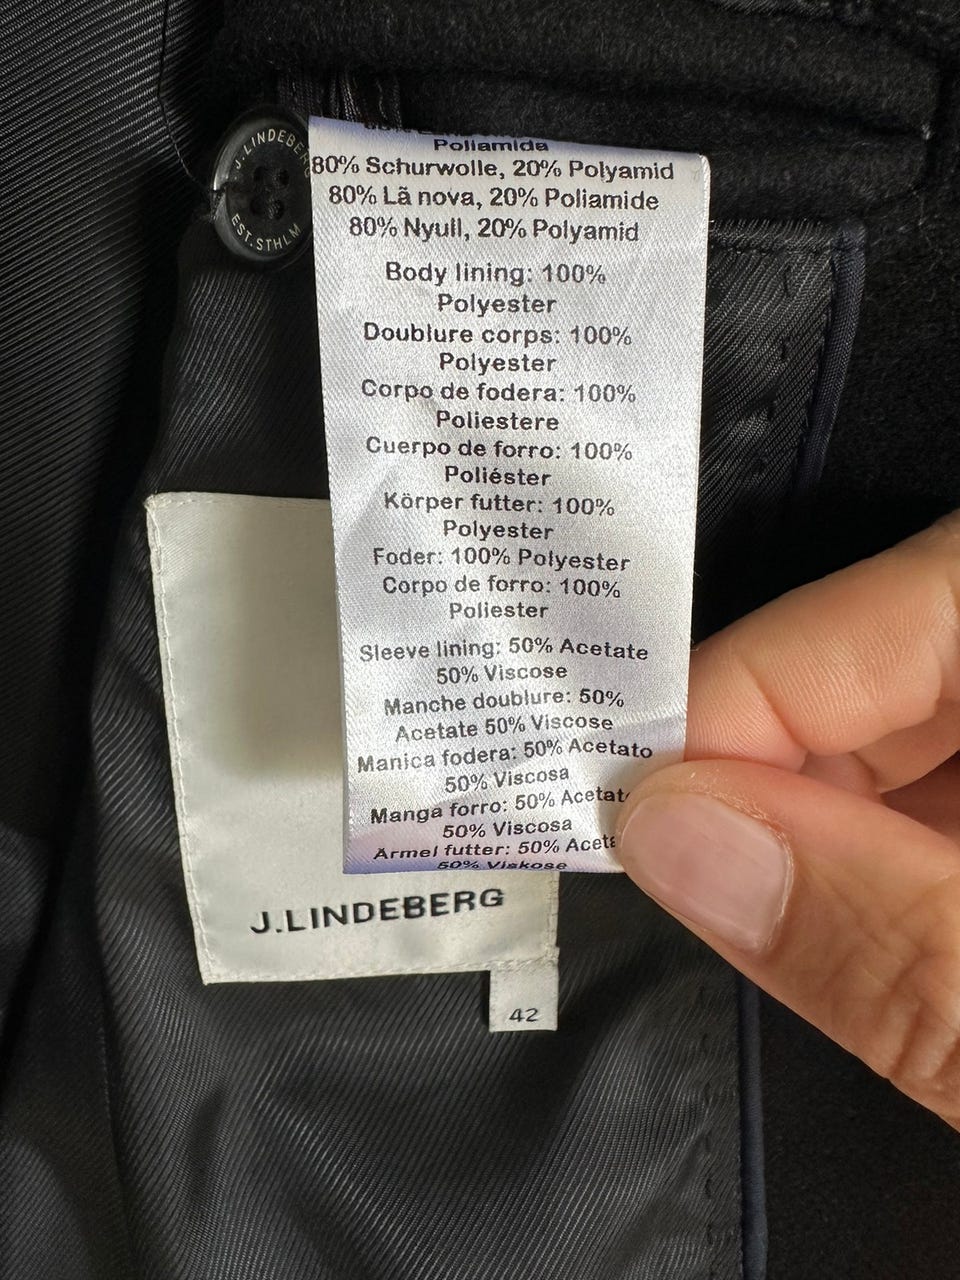 J.LINDEBERG
EST. STHLM
Poliamida
80% Schurwolle, 20% Polyamid
80% Lã nova, 20% Poliamide
80% Nyull, 20% Polyamid
Body lining: 100%
Polyester
Doublure corps: 100%
Polyester
Corpo de fodera: 100%
Poliestere
Cuerpo de forro: 100%
Poliéster
Körper futter: 100%
Polyester
Foder: 100% Polyester
Corpo de forro: 100%
Poliester
Sleeve lining: 50% Acetate
50% Viscose
Manche doublure: 50%
Acetate 50% Viscose
Manica fodera: 50% Acetato
50% Viscosa
Manga forro: 50%
50% Viscosa
Ärmel futter: 50%
50% Viskose
J.LINDEBERG
42